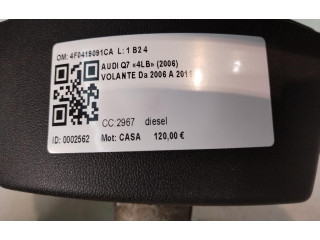 OM: 4F0419091CA L: 1 B2 4
AUDI Q7 «4LB» (2006)
VOLANTE Da 2006 A 2015
CC:2967 diesel
ID: 0002562 Mot: CASA 120,00 €